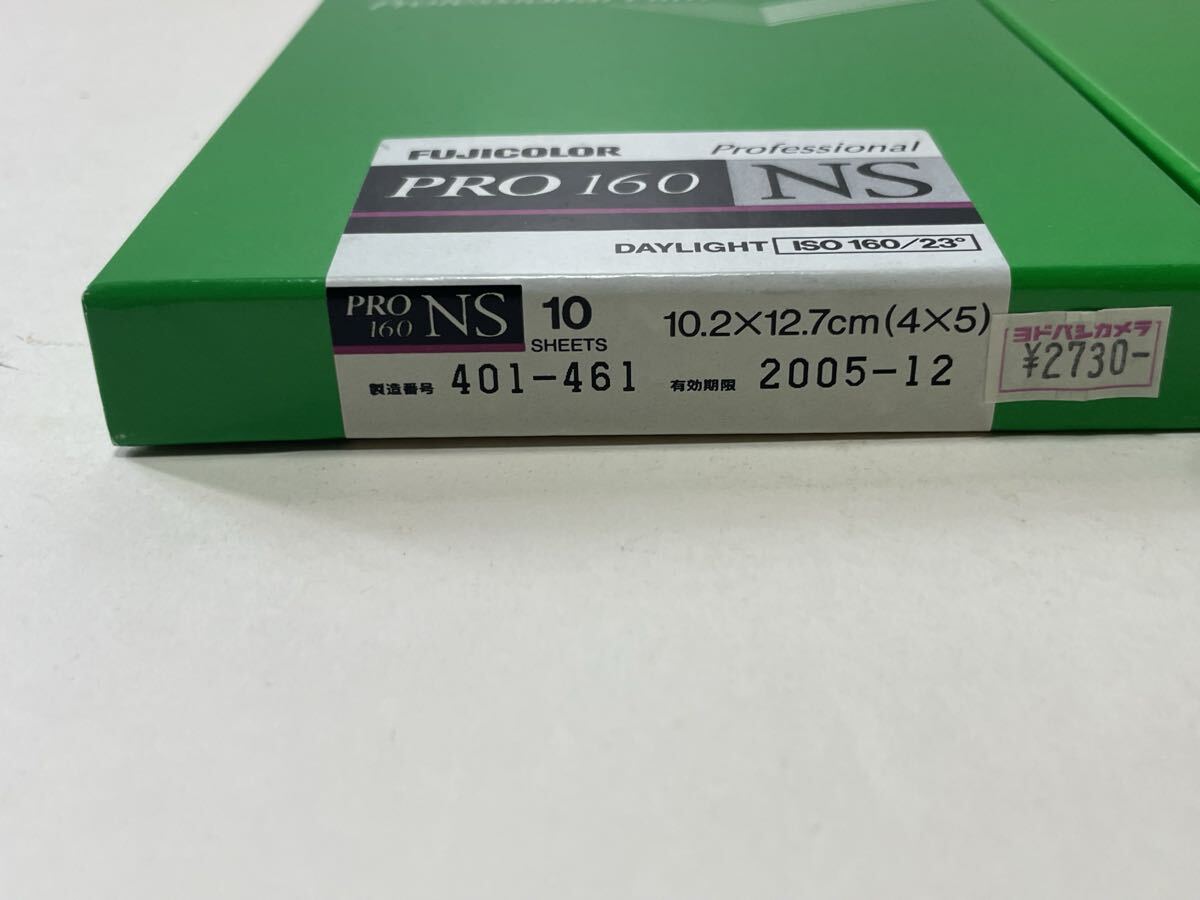 Professional Film
FUJICOLOR Professional
PRO 160 NS
DAYLIGHT ISO 160/23°
PRO 160 NS 10 SHEETS 10.2×12.7cm(4×5)
製造番号 401-461 有効期限 2005-12
ヨドバシカメラ
¥2730-